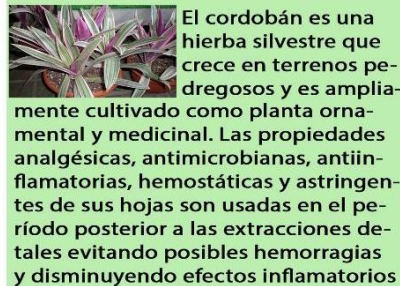 El cordobán es una
hierba silvestre que
crece en terrenos pe-
dregosos y es amplia-
mente cultivado como planta orna-
mental y medicinal. Las propiedades
analgésicas, antimicrobianas, antiin-
flamatorias, hemostáticas y astringen-
tes de sus hojas son usadas en el pe-
ríodo posterior a las extracciones de-
tales evitando posibles hemorragias
y disminuyendo efectos inflamatorios